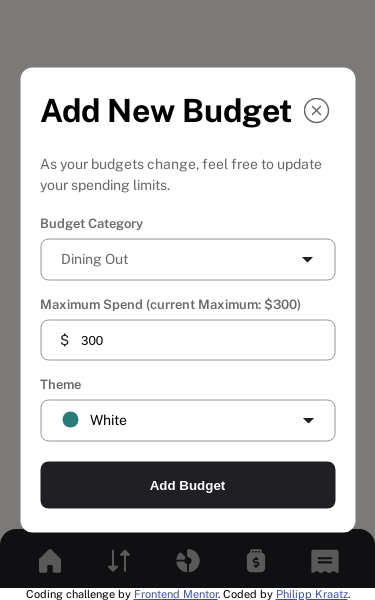 Add New Budget
As your budgets change, feel free to update
your spending limits.
Budget Category
Dining Out
Maximum Spend (current Maximum: $300)
$ 300
Theme
White
Add Budget
$
Coding challenge by Frontend Mentor. Coded by Philipp Kraatz.